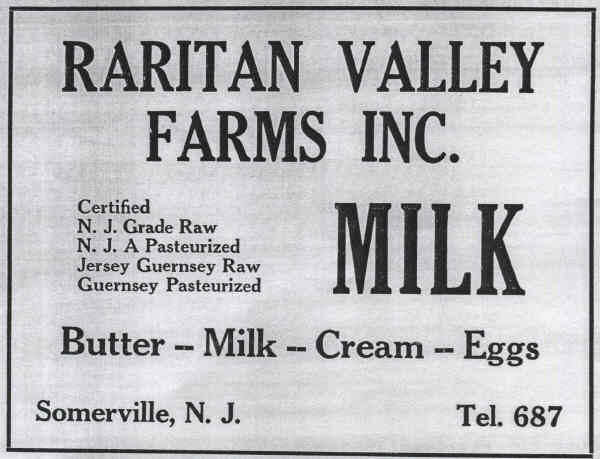 RARITAN VALLEY
FARMS INC.
Certified
N. J. Grade Raw
N. J. A Pasteurized
Jersey Guernsey Raw
Guernsey Pasteurized
MILK
Butter -- Milk -- Cream -- Eggs
Somerville, N. J.
Tel. 687